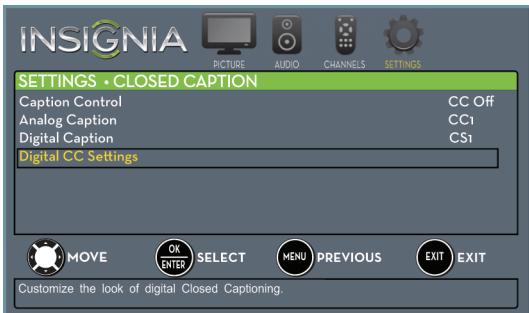 INSIGNIA
PICTURE AUDIO CHANNELS SETTINGS
SETTINGS • CLOSED CAPTION
Caption Control CC Off
Analog Caption CC1
Digital Caption CS1
Digital CC Settings
MOVE OK ENTER SELECT MENU PREVIOUS EXIT EXIT
Customize the look of digital Closed Captioning.